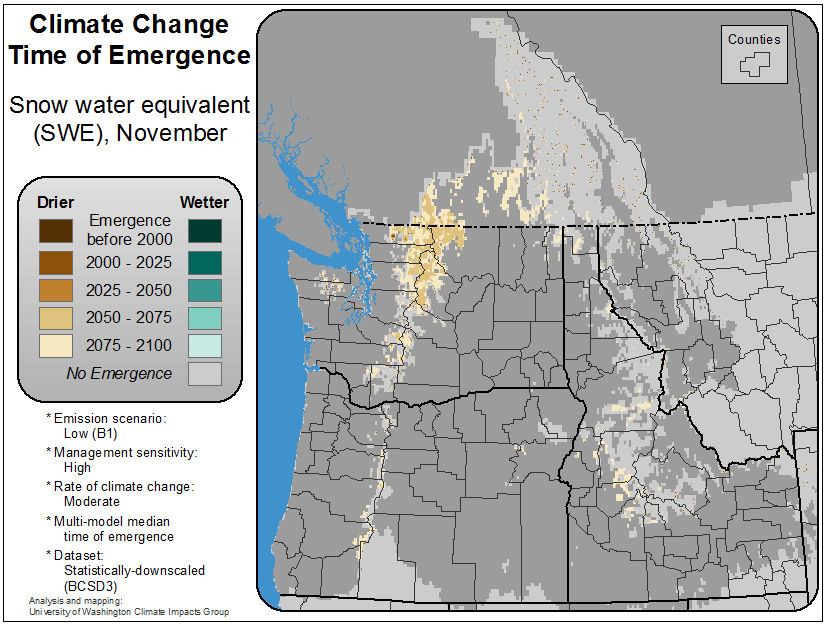 Climate Change
Time of Emergence
Snow water equivalent
(SWE), November
Drier
Wetter
Emergence
before 2000
2000 - 2025
2025 - 2050
2050 - 2075
2075 - 2100
No Emergence
* Emission scenario:
Low (B1)
* Management sensitivity:
High
* Rate of climate change:
Moderate
* Multi-model median
time of emergence
* Dataset:
Statistically-downscaled
(BCSD3)
Analysis and mapping:
University of Washington Climate Impacts Group
Counties